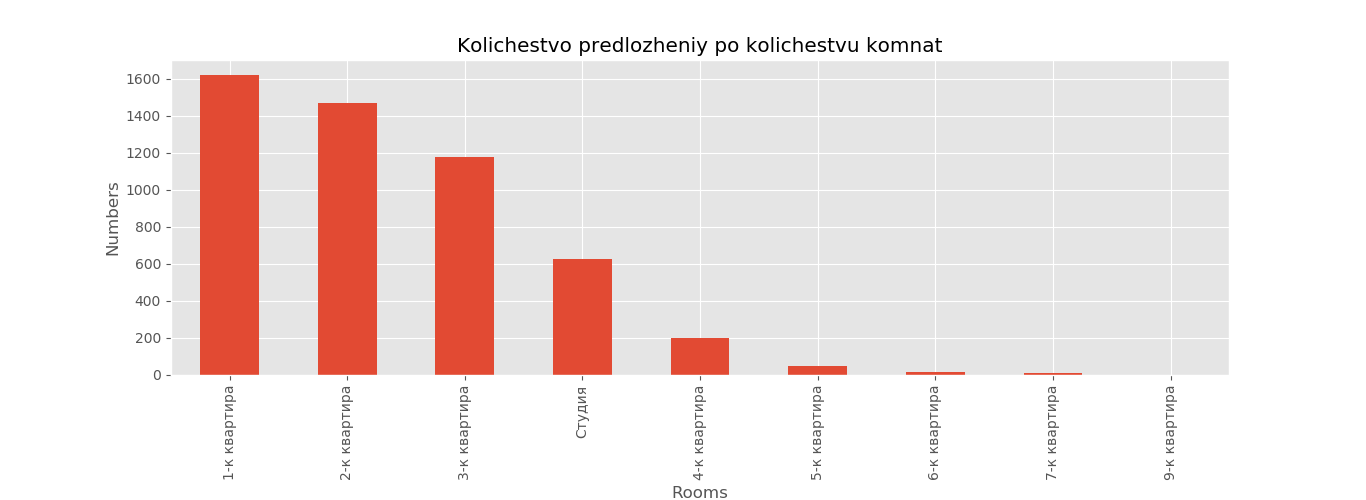 Kolichestvo predlozheniy po kolichestvu komnat
Numbers
1600
1400
1200
1000
800
600
400
200
0
1-к квартира
2-к квартира
3-к квартира
Студия
4-к квартира
5-к квартира
6-к квартира
7-к квартира
9-к квартира
Rooms